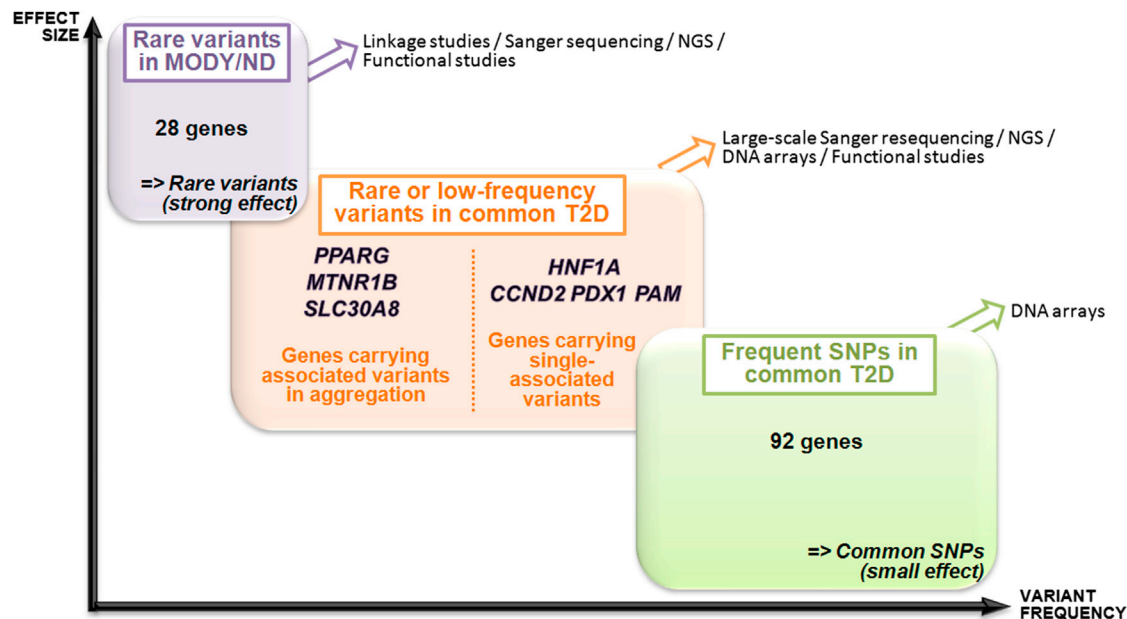 EFFECT
SIZE
Rare variants
in MODY/ND
Linkage studies / Sanger sequencing / NGS /
Functional studies
28 genes
=> Rare variants
(strong effect)
Large-scale Sanger resequencing / NGS /
DNA arrays / Functional studies
Rare or low-frequency
variants in common T2D
PPARG
MTNR1B
SLC30A8
Genes carrying
associated variants
in aggregation
HNF1A
CCND2 PDX1 PAM
Genes carrying
single-
associated
variants
DNA arrays
Frequent SNPs in
common T2D
92 genes
=> Common SNPs
(small effect)
VARIANT
FREQUENCY